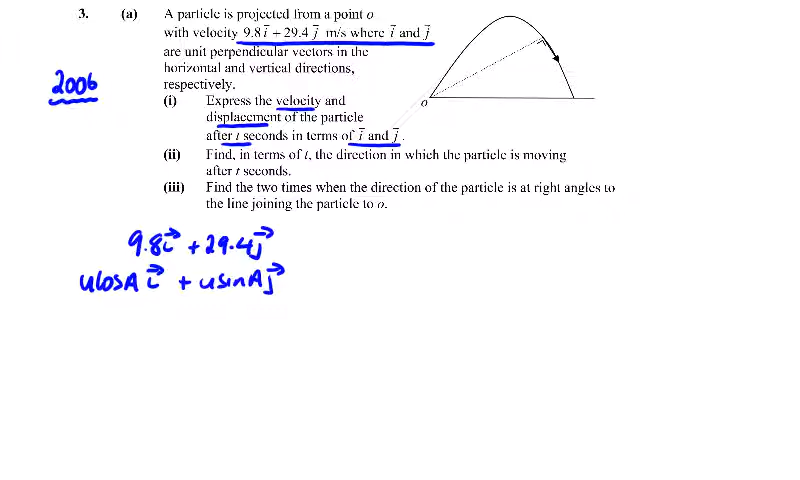 3. (a) A particle is projected from a point o
with velocity 9.8 i⃗ + 29.4 j⃗ m/s where i⃗ and j⃗
are unit perpendicular vectors in the
horizontal and vertical directions,
respectively.
2006
(i) Express the velocity and
displacement of the particle
after t seconds in terms of i⃗ and j⃗.
o
(ii) Find, in terms of t, the direction in which the particle is moving
after t seconds.
(iii) Find the two times when the direction of the particle is at right angles to
the line joining the particle to o.
9.8i⃗ + 29.4j⃗
ucosA i⃗ + usinA j⃗